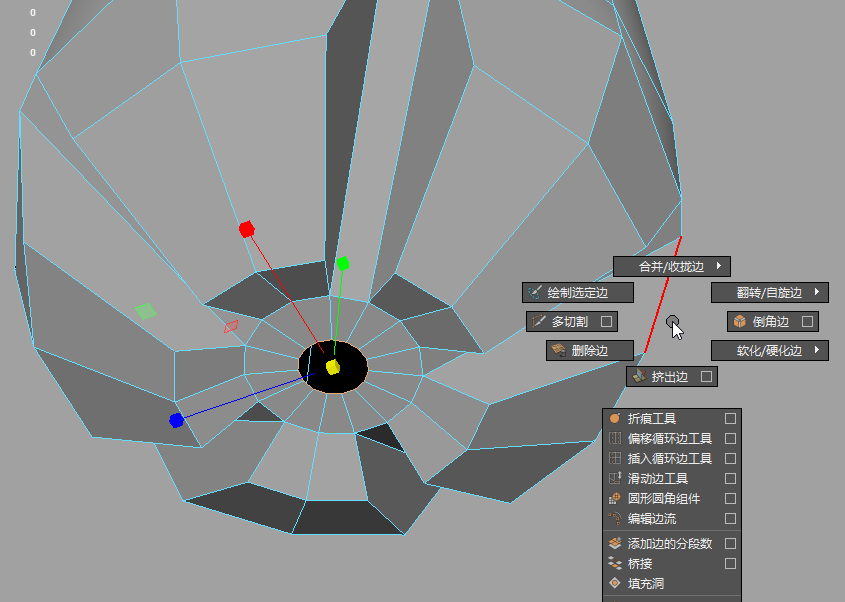 0
0
0
合并/收拢边
绘制选定边
翻转/自旋边
多切割
倒角边
删除边
软化/硬化边
挤出边
折痕工具
偏移循环边工具
插入循环边工具
滑动边工具
圆形圆角组件
编辑边流
添加边的分段数
桥接
填充洞